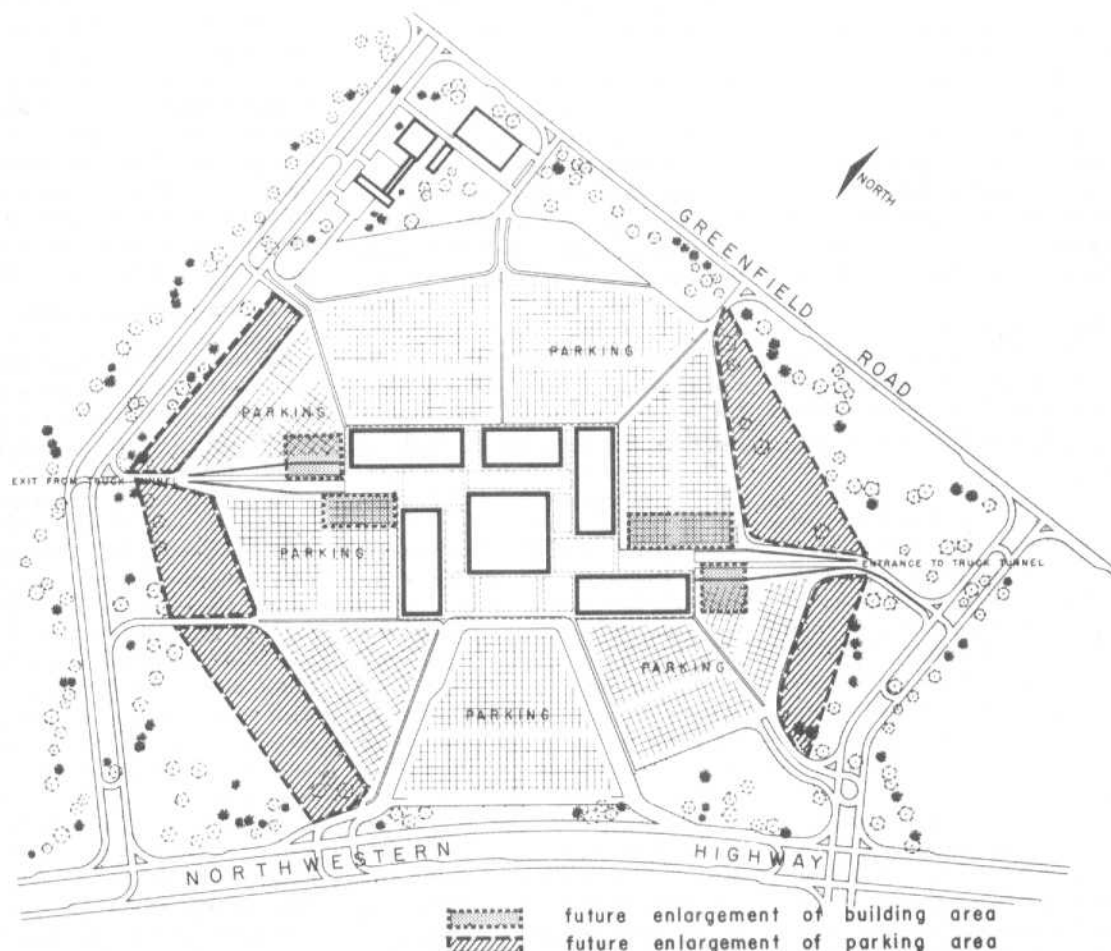 NORTH
GREENFIELD ROAD
PARKING
PARKING
EXIT FROM TRUCK TUNNEL
PARKING
ENTRANCE TO TRUCK TUNNEL
PARKING
PARKING
NORTHWESTERN HIGHWAY
future enlargement of building area
future enlargement of parking area